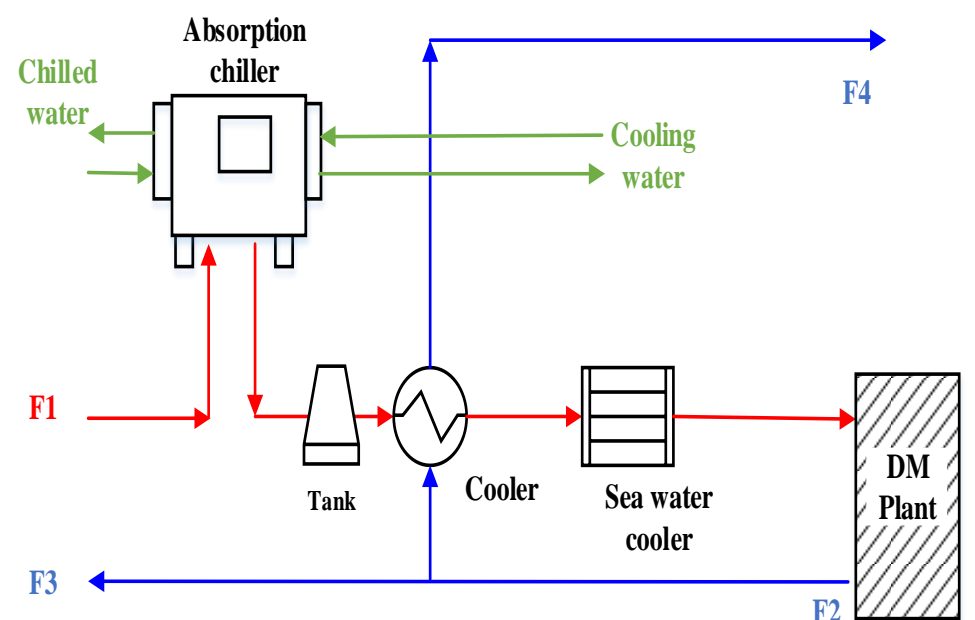 Absorption
chiller
Chilled
water
F4
Cooling
water
F1
Tank
Cooler
Sea water
cooler
DM
Plant
F3
F2